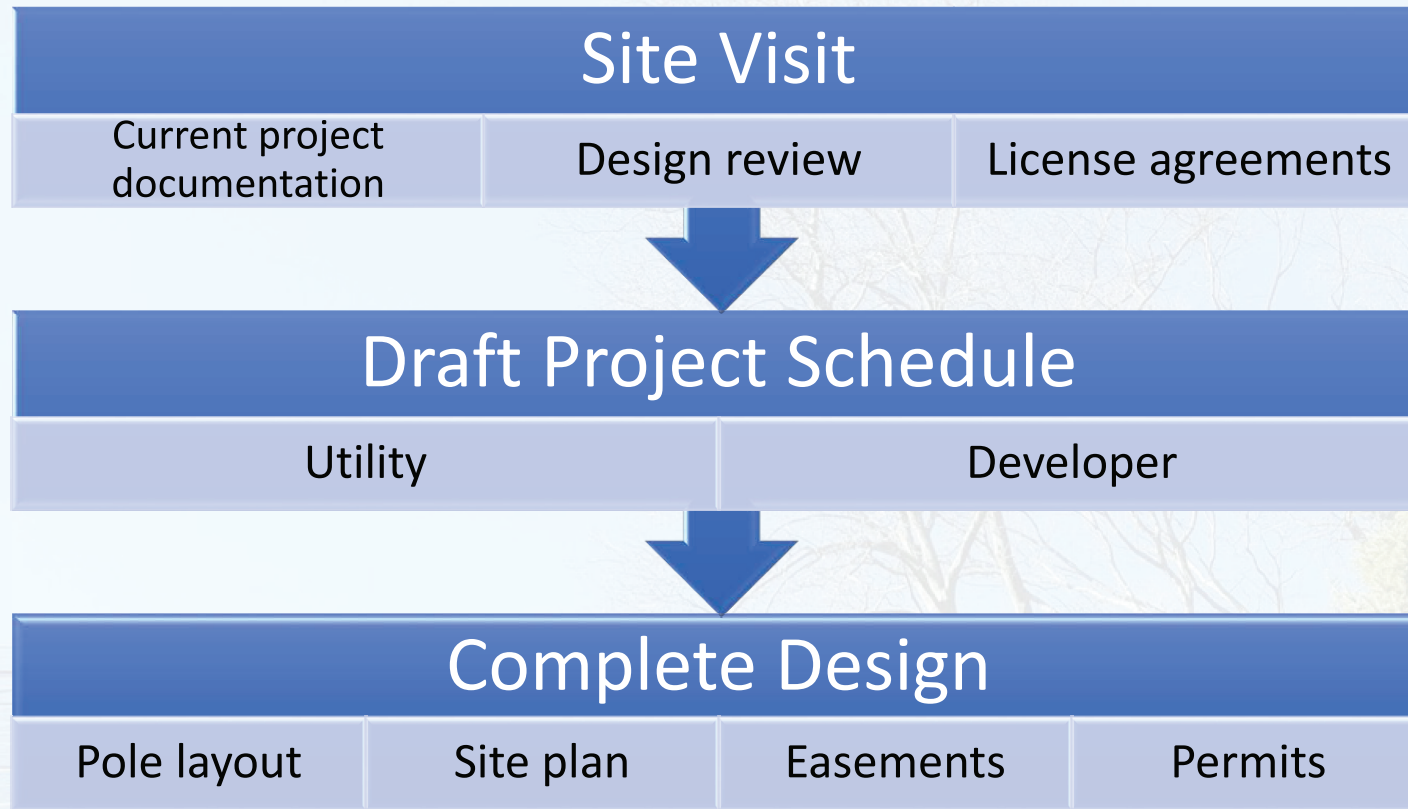 Site Visit
Current project
documentation
Design review
License agreements
Draft Project Schedule
Utility
Developer
Complete Design
Pole layout
Site plan
Easements
Permits